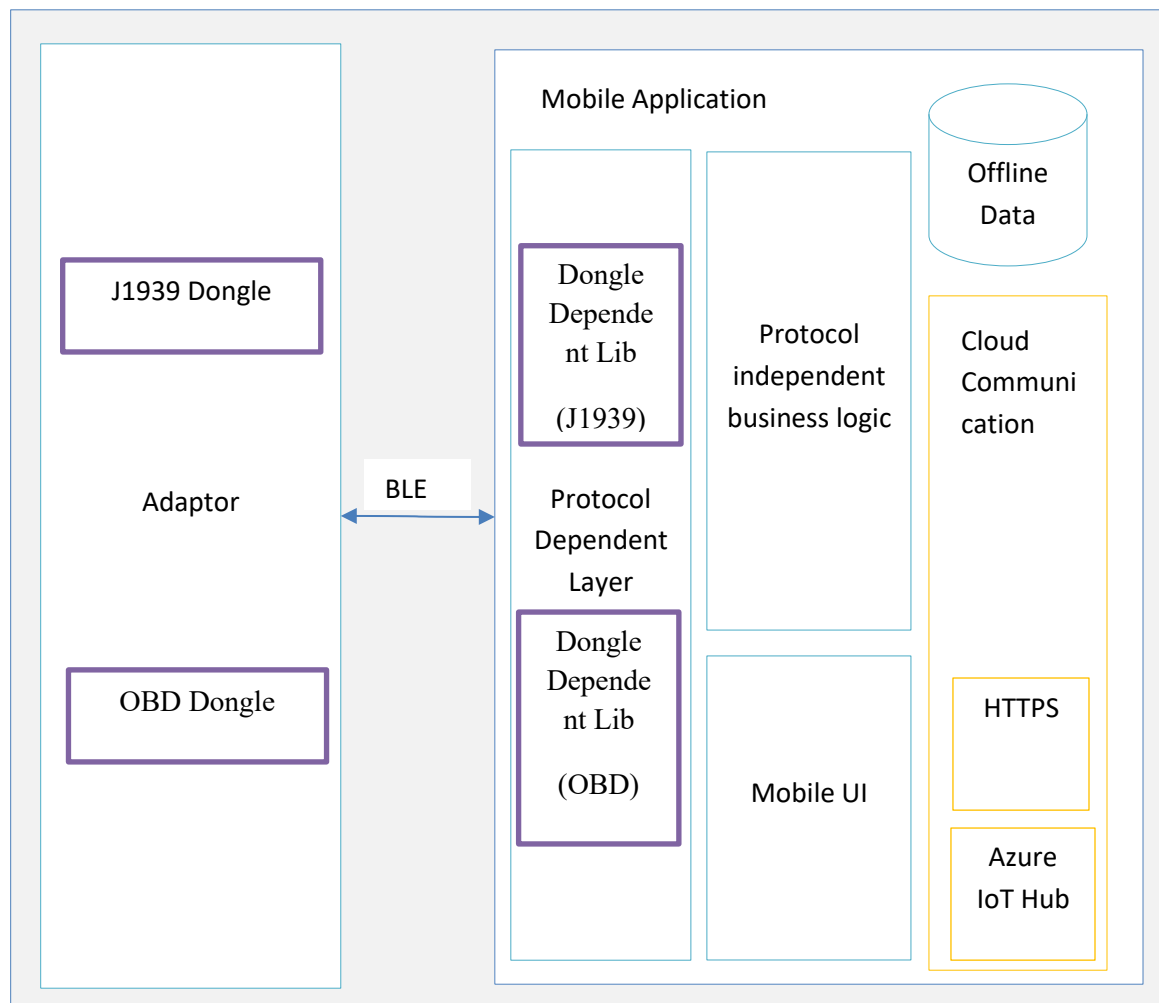 Mobile Application
Offline
Data
J1939 Dongle
Dongle
Depende
nt Lib
(J1939)
Protocol
independent
business logic
Cloud
Communi
cation
Adaptor
BLE
Protocol
Dependent
Layer
OBD Dongle
Dongle
Depende
nt Lib
(OBD)
Mobile UI
HTTPS
Azure
IoT Hub